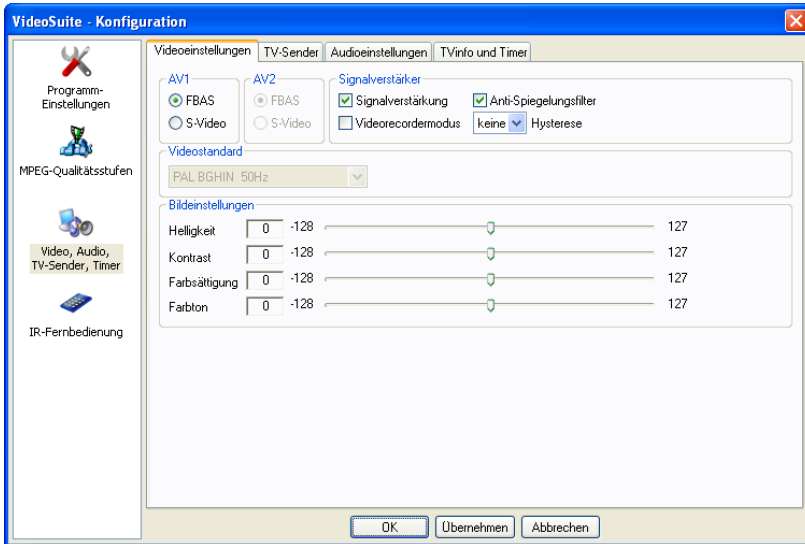 VideoSuite - Konfiguration
Programm-
Einstellungen
MPEG-Qualitätsstufen
Video, Audio,
TV-Sender, Timer
IR-Fernbedienung
Videoeinstellungen TV-Sender Audioeinstellungen TVinfo und Timer
AV1 AV2 Signalverstärker
FBAS FBAS Signalverstärkung Anti-Spiegelungsfilter
S-Video S-Video Videorecordermodus keine Hysterese
Videostandard
PAL BGHIN 50Hz
Bildeinstellungen
Helligkeit 0 -128 127
Kontrast 0 -128 127
Farbsättigung 0 -128 127
Farbton 0 -128 127
OK Übernehmen Abbrechen